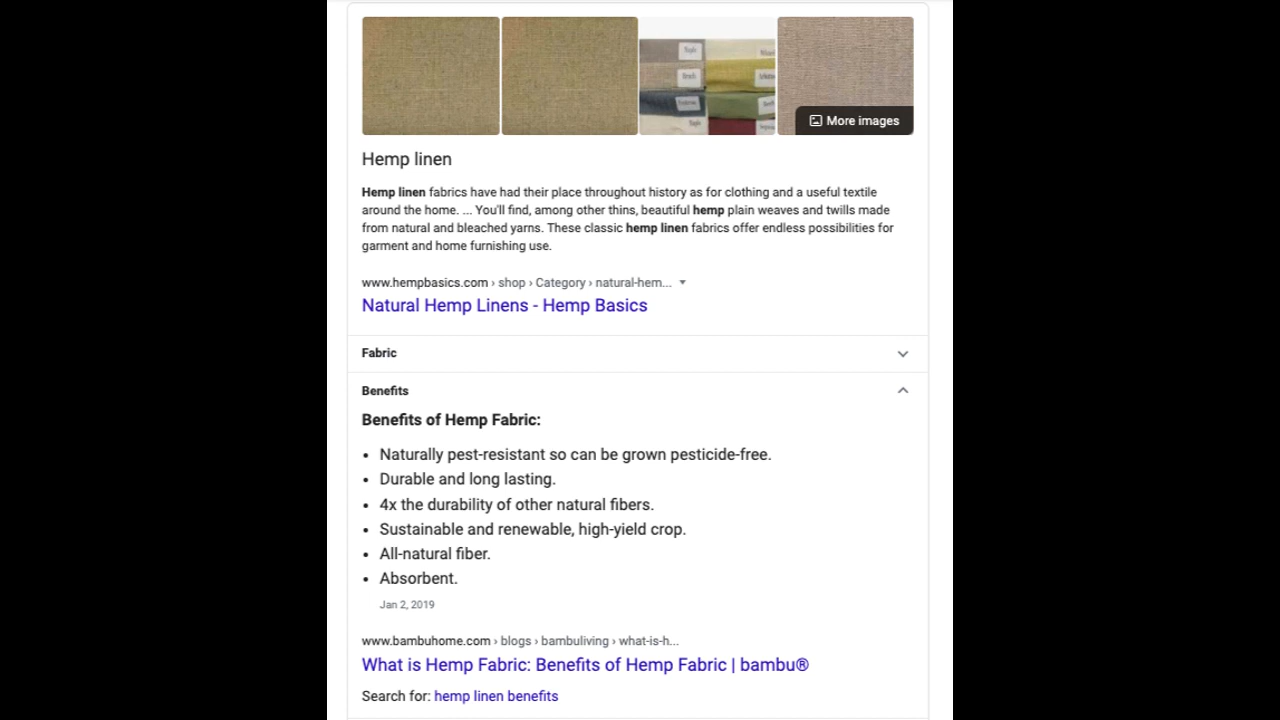 More images
Hemp linen
Hemp linen fabrics have had their place throughout history as for clothing and a useful textile
around the home. ... You'll find, among other thins, beautiful hemp plain weaves and twills made
from natural and bleached yarns. These classic hemp linen fabrics offer endless possibilities for
garment and home furnishing use.
www.hempbasics.com › shop › Category › natural-hem...
Natural Hemp Linens - Hemp Basics
Fabric
Benefits
Benefits of Hemp Fabric:
• Naturally pest-resistant so can be grown pesticide-free.
• Durable and long lasting.
• 4x the durability of other natural fibers.
• Sustainable and renewable, high-yield crop.
• All-natural fiber.
• Absorbent.
Jan 2, 2019
www.bambuhome.com › blogs › bambuliving › what-is-h...
What is Hemp Fabric: Benefits of Hemp Fabric | bambu®
Search for: hemp linen benefits